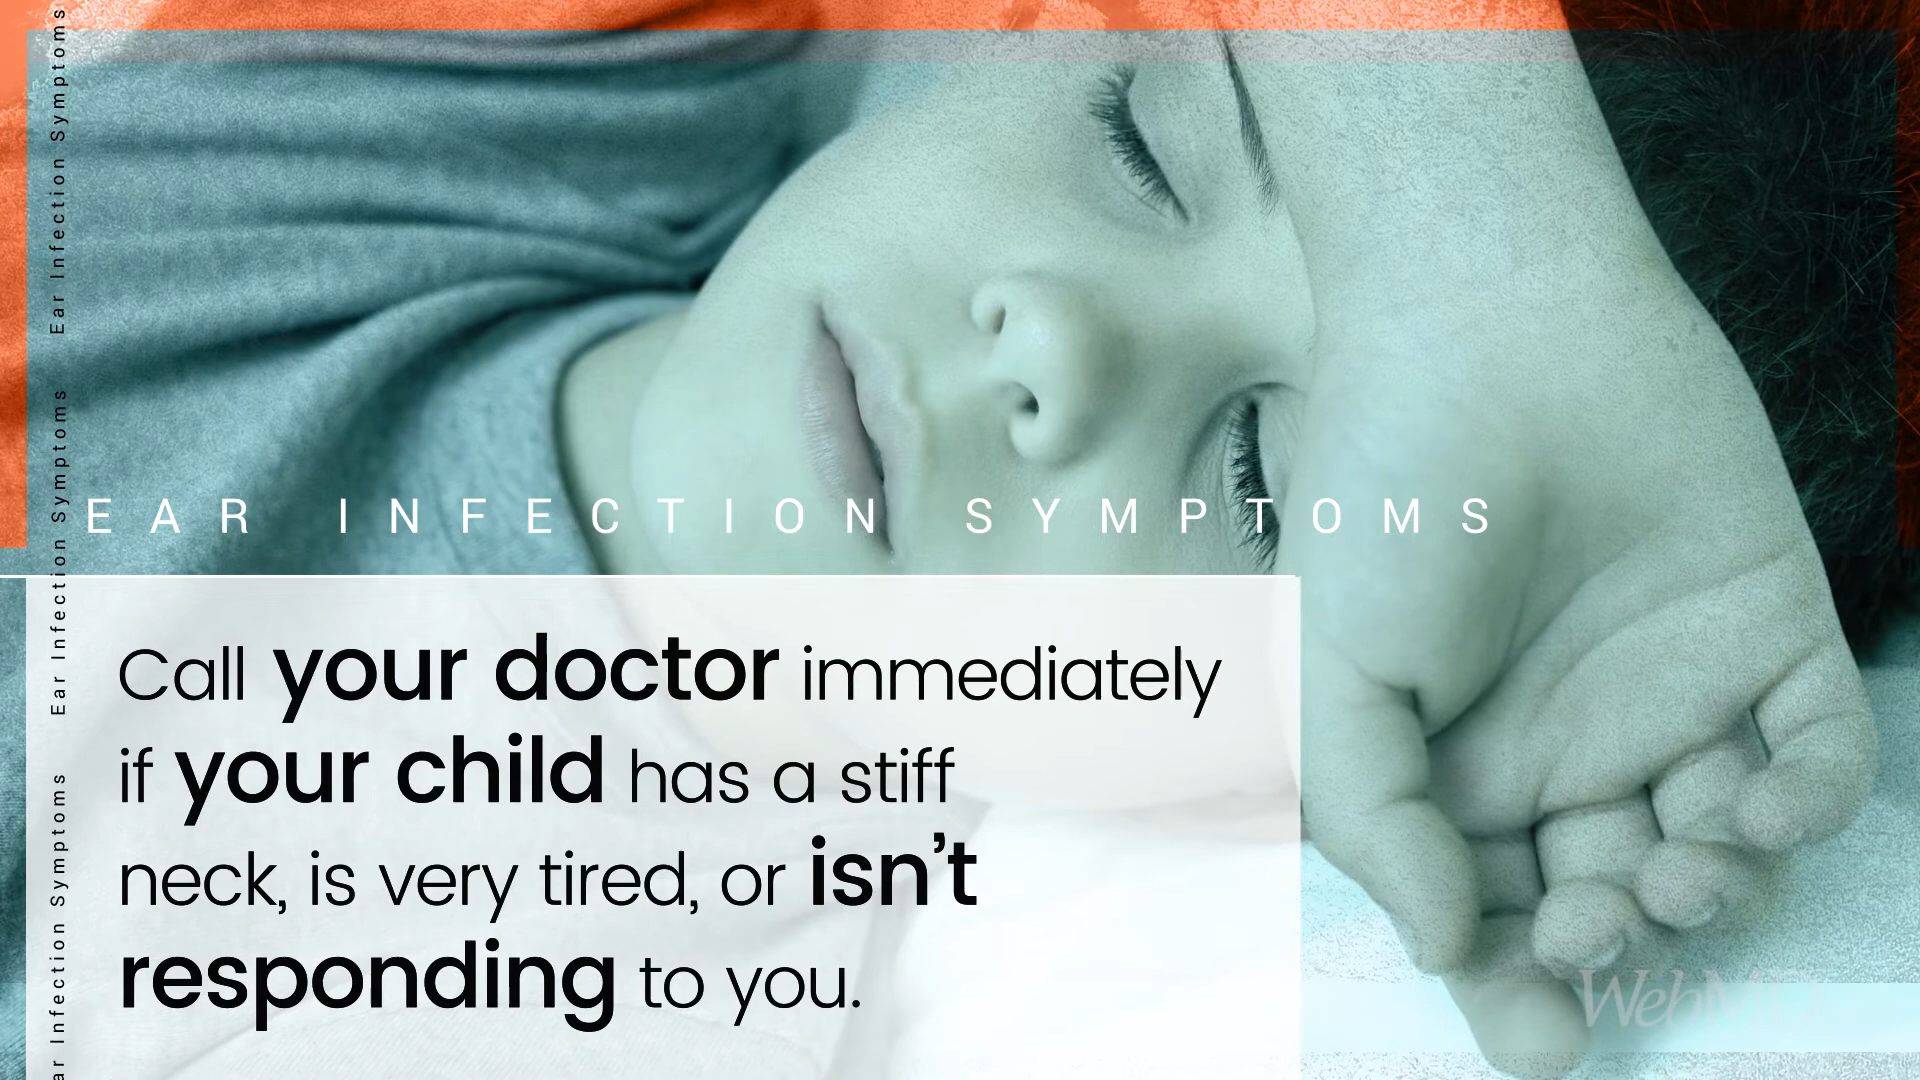 Ear Infection Symptoms
Ear Infection Symptoms
ar Infection Symptoms
EAR INFECTION SYMPTOMS
Call your doctor immediately
if your child has a stiff
neck, is very tired, or isn’t
responding to you.
WebMD